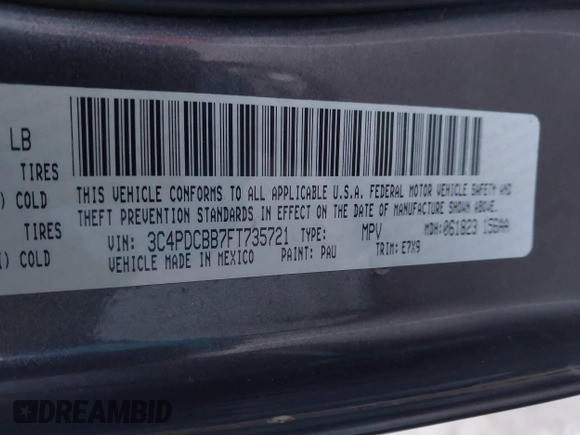 LB
TIRES
COLD
TIRES
COLD
THIS VEHICLE CONFORMS TO ALL APPLICABLE U.S.A. FEDERAL MOTOR VEHICLE SAFETY AND
THEFT PREVENTION STANDARDS IN EFFECT ON THE DATE OF MANUFACTURE SHOWN ABOVE.
VIN: 3C4PDCBB7FT735721 TYPE: MPV MDH: 061823 156AA
VEHICLE MADE IN MEXICO PAINT: PAU TRIM: E7X9
DREAMBID